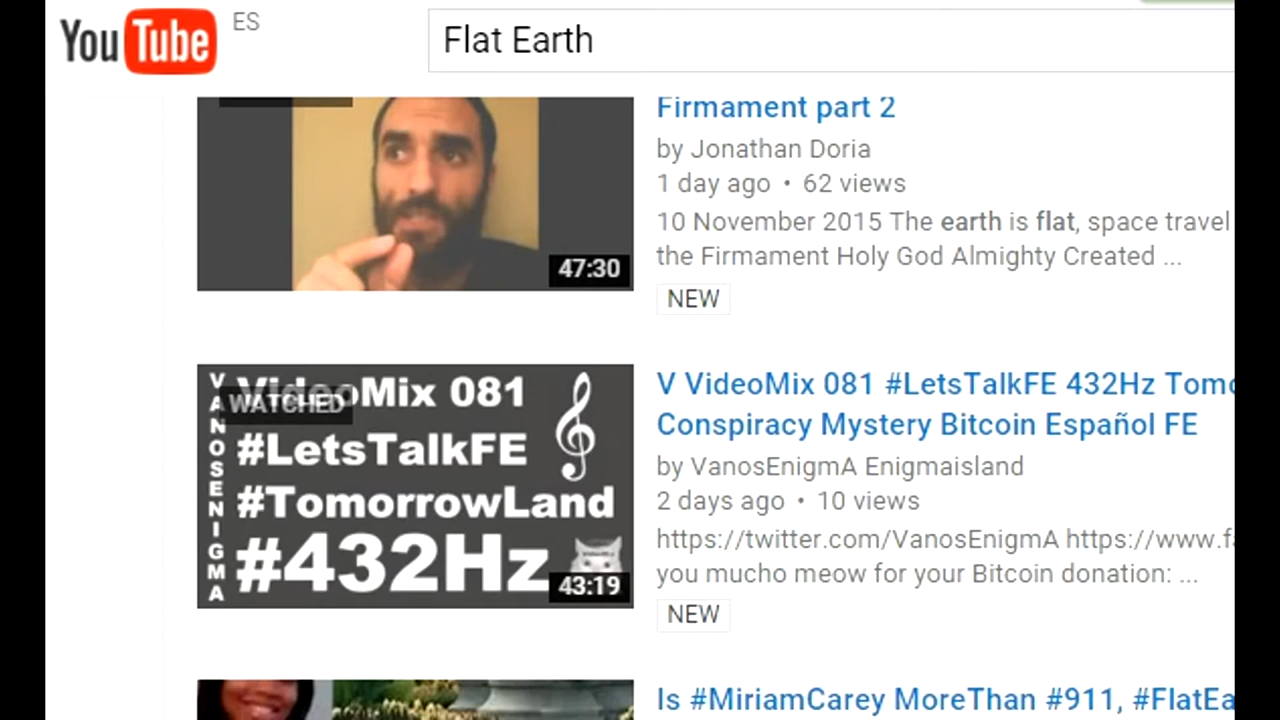 YouTube ES
Flat Earth
Firmament part 2
by Jonathan Doria
1 day ago • 62 views
10 November 2015 The earth is flat, space travel
the Firmament Holy God Almighty Created ...
47:30
NEW
VANOSENIGMA
VideoMix 081
WATCHED
#LetsTalkFE
#TomorrowLand
#432Hz
43:19
V VideoMix 081 #LetsTalkFE 432Hz Tomo
Conspiracy Mystery Bitcoin Español FE
by VanosEnigmA Enigmaisland
2 days ago • 10 views
https://twitter.com/VanosEnigmA https://www.fa
you mucho meow for your Bitcoin donation: ...
NEW
Is #MiriamCarey MoreThan #911, #FlatEa